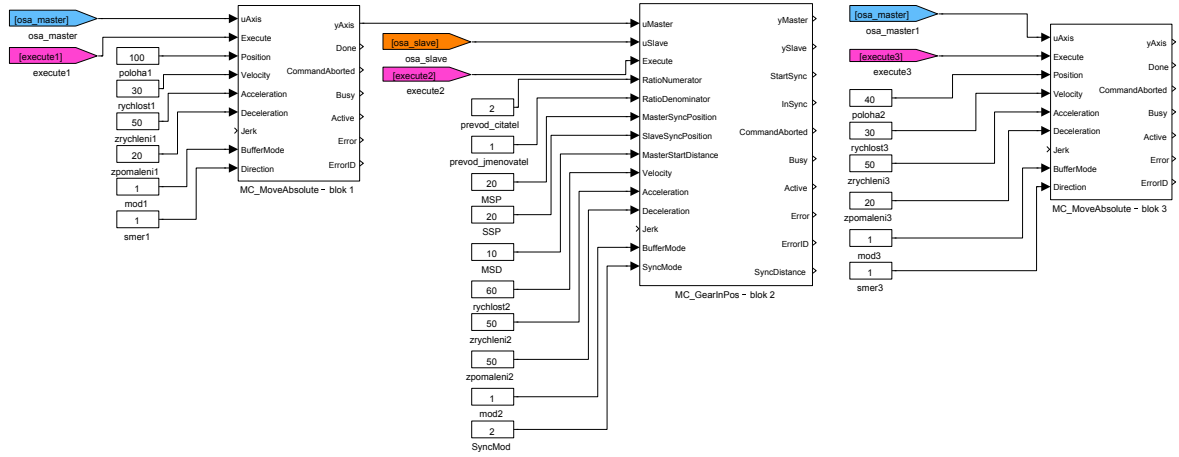 [osa_master]
osa_master
[execute1]
execute1
100
poloha1
30
rychlost1
50
zrychleni1
20
zpomaleni1
1
mod1
1
smer1
uAxis
Execute
Position
Velocity
Acceleration
Deceleration
Jerk
BufferMode
Direction
yAxis
Done
CommandAborted
Busy
Active
Error
ErrorID
MC_MoveAbsolute - blok 1
[osa_slave]
osa_slave
[execute2]
execute2
2
prevod_citatel
1
prevod_jmenovatel
20
MSP
20
SSP
10
MSD
60
rychlost2
50
zrychleni2
50
zpomaleni2
1
mod2
2
SyncMod
uMaster
uSlave
Execute
RatioNumerator
RatioDenominator
MasterSyncPosition
SlaveSyncPosition
MasterStartDistance
Velocity
Acceleration
Deceleration
Jerk
BufferMode
SyncMode
yMaster
ySlave
StartSync
InSync
CommandAborted
Busy
Active
Error
ErrorID
SyncDistance
MC_GearInPos - blok 2
[osa_master]
osa_master1
[execute3]
execute3
40
poloha2
30
rychlost3
50
zrychleni3
20
zpomaleni3
1
mod3
1
smer3
uAxis
Execute
Position
Velocity
Acceleration
Deceleration
Jerk
BufferMode
Direction
yAxis
Done
CommandAborted
Busy
Active
Error
ErrorID
MC_MoveAbsolute - blok 3